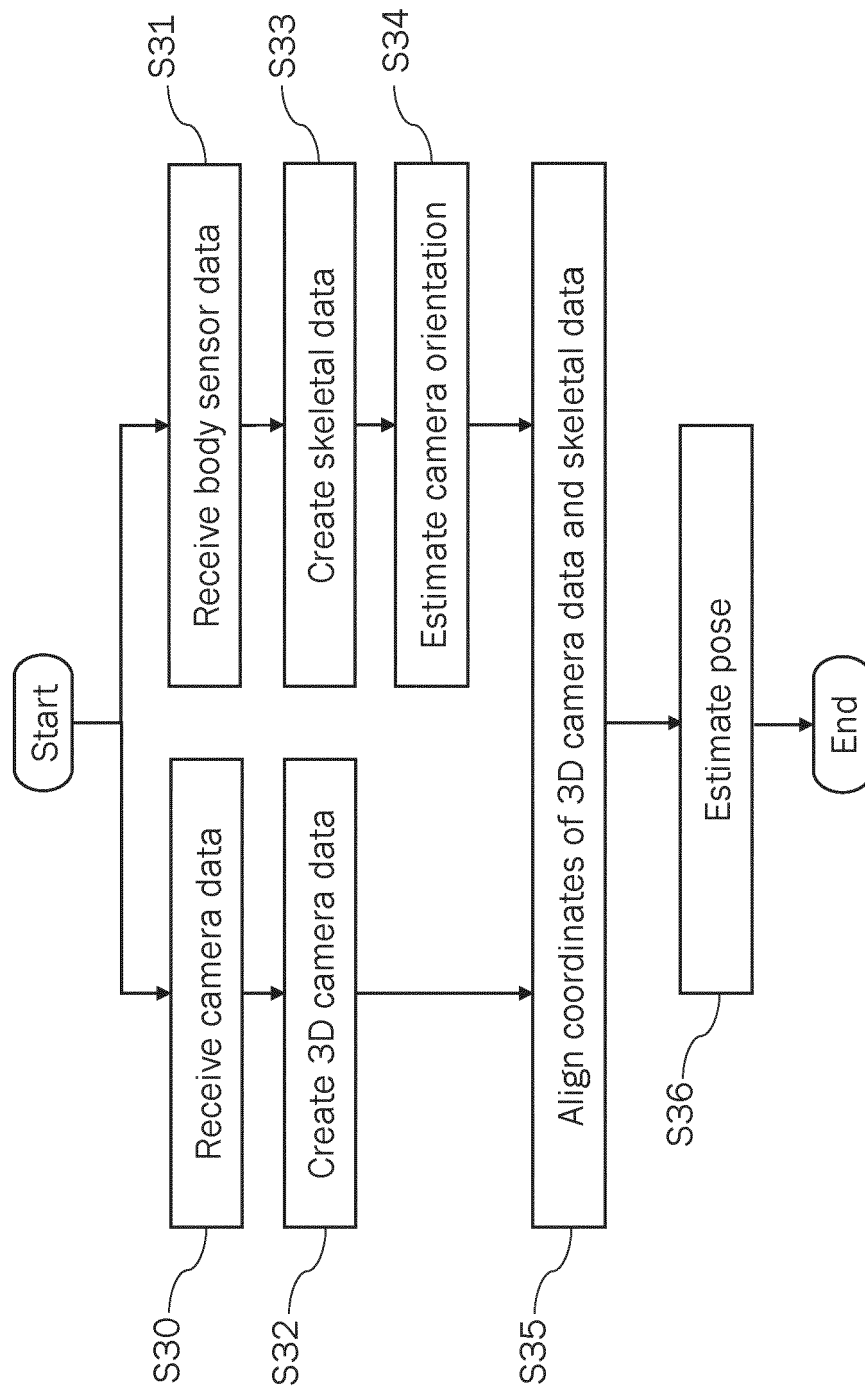 Start
S30
Receive camera data
Receive body sensor data
S31
S32
Create 3D camera data
Create skeletal data
S33
Estimate camera orientation
S34
S35
Align coordinates of 3D camera data and skeletal data
S36
Estimate pose
End